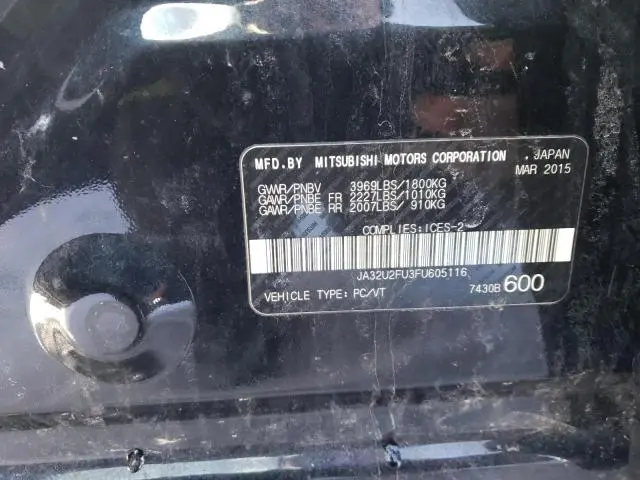 MFD.BY MITSUBISHI MOTORS CORPORATION , JAPAN
MAR 2015
GVWR/PNBV 3969LBS/1800KG
GAWR/PNBE FR 2227LBS/1010KG
GAWR/PNBE RR 2007LBS/ 910KG
COMPLIES:ICES-2
JA32U2FU3FU605116
VEHICLE TYPE: PC/VT 7430B 600